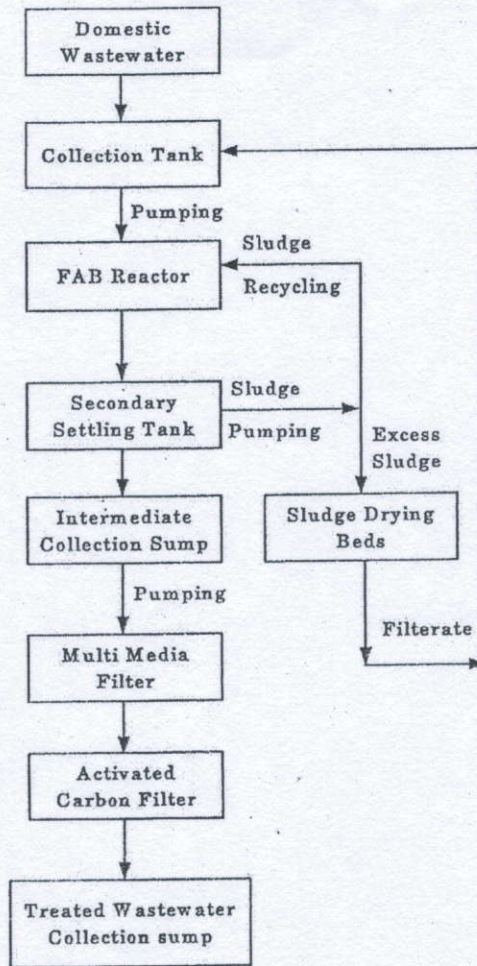 Domestic
Wastewater
Collection Tank
Pumping
Sludge
FAB Reactor
Recycling
Secondary
Settling Tank
Sludge
Pumping
Excess
Sludge
Intermediate
Collection Sump
Sludge Drying
Beds
Pumping
Filterate
Multi Media
Filter
Activated
Carbon Filter
Treated Wastewater
Collection sump